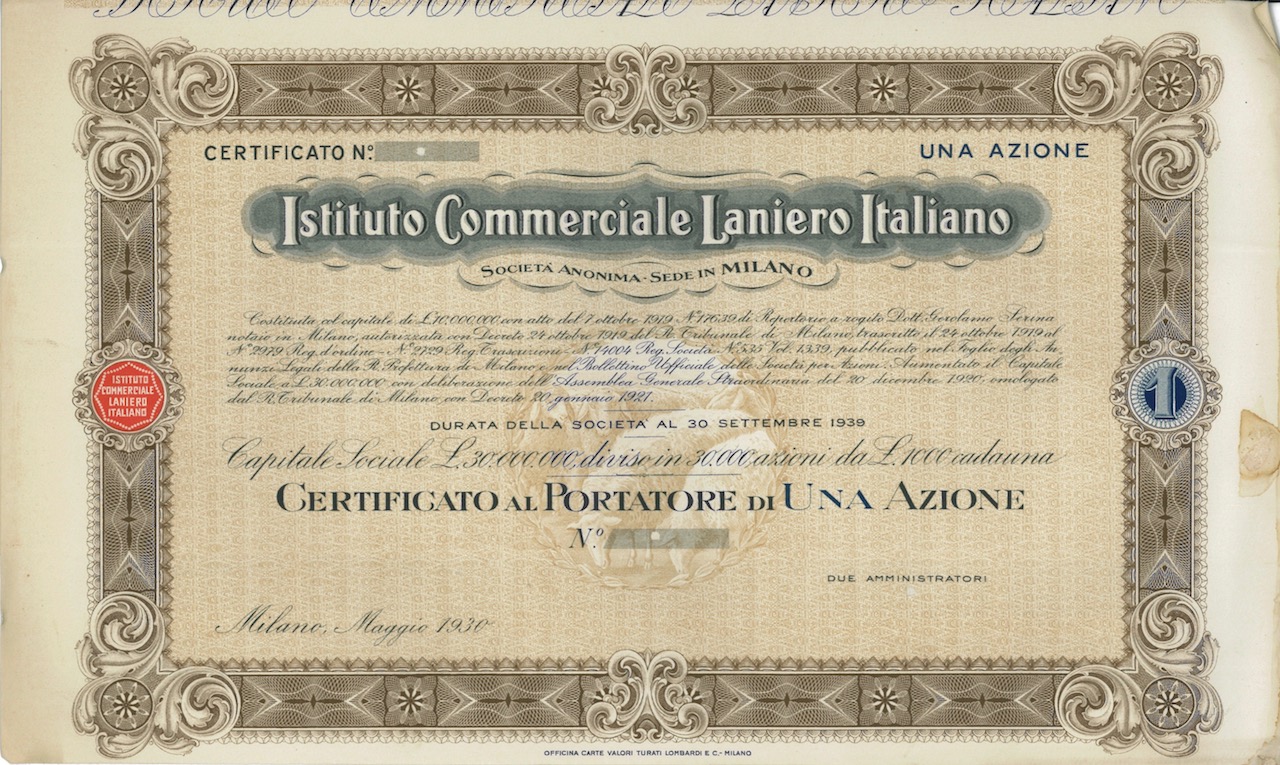 CERTIFICATO N.º
UNA AZIONE
Istituto Commerciale Laniero Italiano
SOCIETÀ ANONIMA - SEDE IN MILANO
Costituita col capitale di L. 10.000.000 con atto del 7 ottobre 1919 Nº 17639 di Repertorio a rogito Dott. Gerolamo Serina
notaio in Milano, autorizzata con Decreto 24 ottobre 1919 del R. Tribunale di Milano, trascritto il 24 ottobre 1919 al
Nº 2979 Reg. d'ordine - Nº 2729 Reg. Trascrizioni - N. 14004 Reg. Società - N. 535 Vol. 1339, pubblicato nel Foglio degli An-
nunzi Legali della R. Prefettura di Milano e nel Bollettino Ufficiale delle Società per Azioni: Aumentato il Capitale
Sociale a L. 30.000.000 con deliberazione dell'Assemblea Generale Straordinaria del 20 dicembre 1920, omologato
dal R. Tribunale di Milano con Decreto 20 gennaio 1921.
ISTITUTO
COMMERCIALE
LANIERO
ITALIANO
1
DURATA DELLA SOCIETÀ AL 30 SETTEMBRE 1939
Capitale Sociale L. 30.000.000, diviso in 30.000 azioni da L. 1000 cadauna
CERTIFICATO AL PORTATORE DI UNA AZIONE
N.º
DUE AMMINISTRATORI
Milano, Maggio 1930
OFFICINA CARTE VALORI TURATI LOMBARDI E C. - MILANO